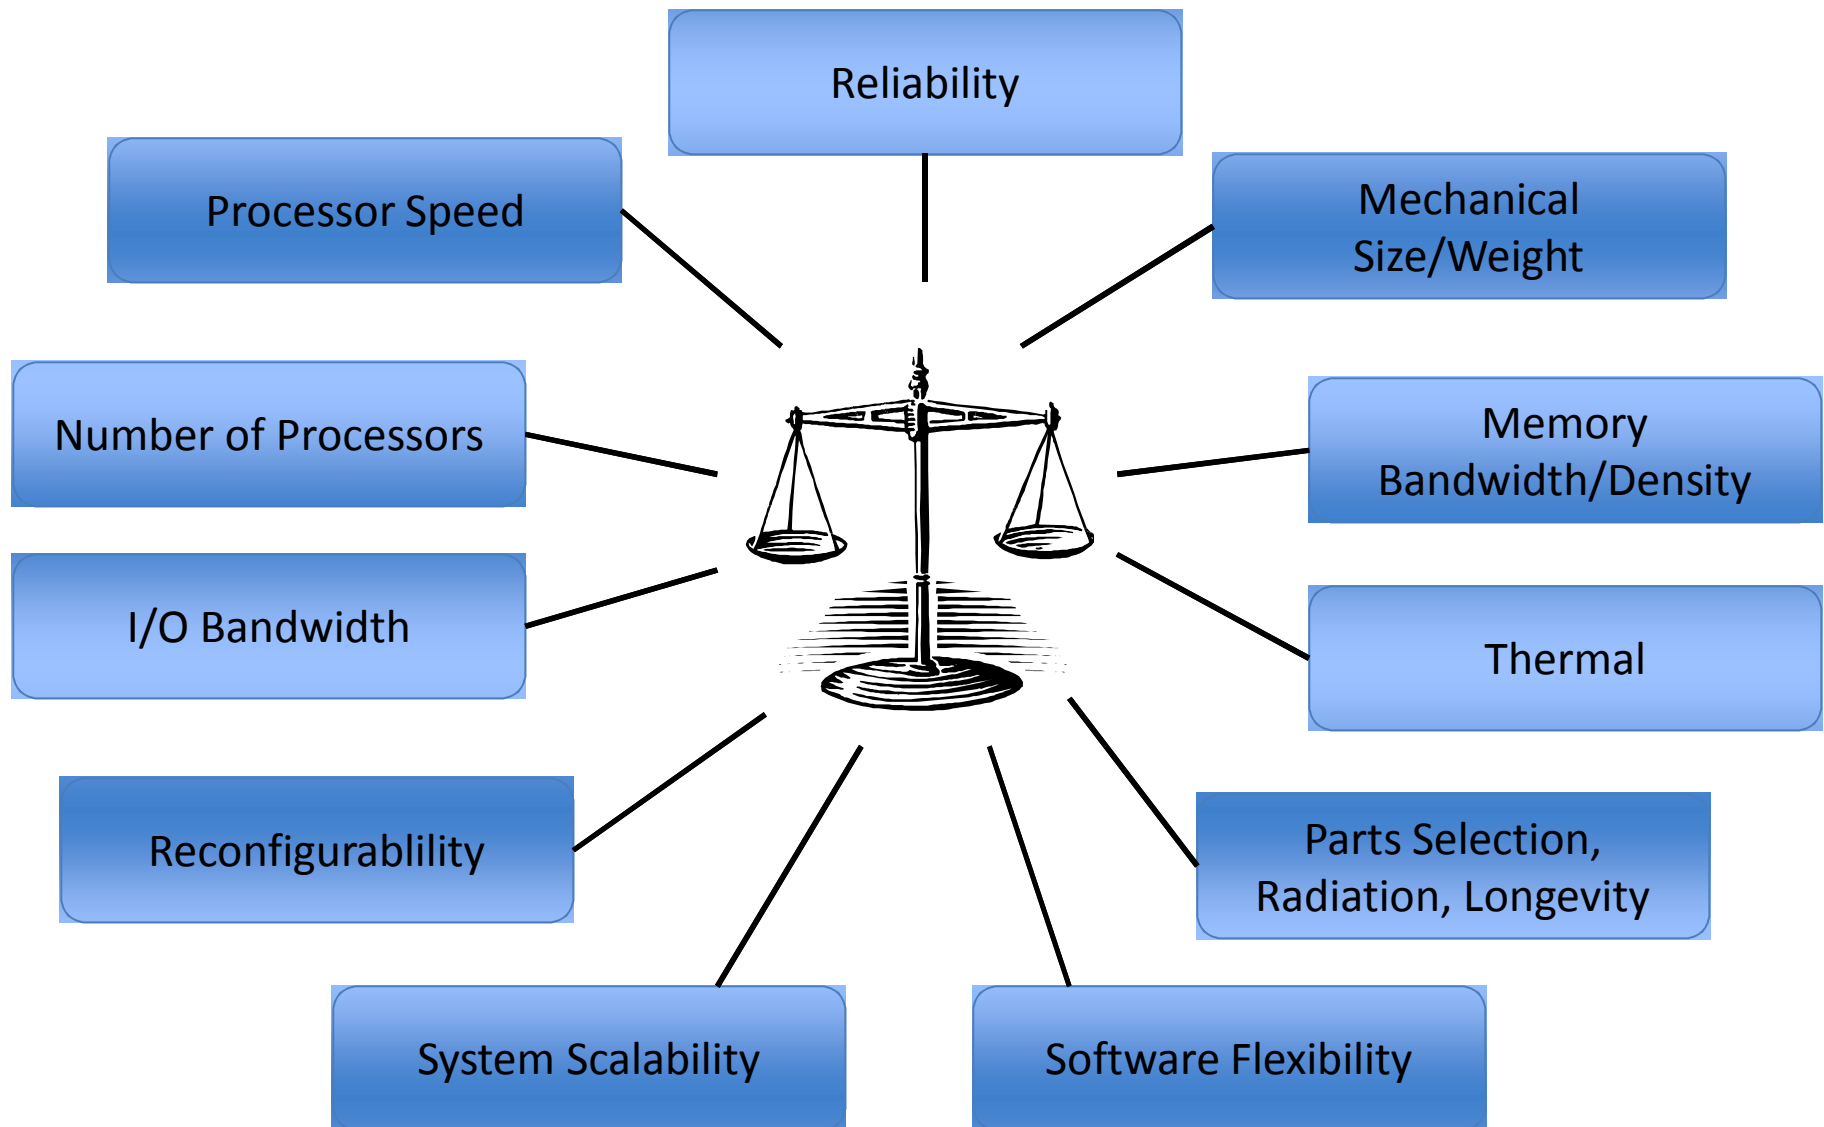 Reliability
Processor Speed
Mechanical
Size/Weight
Number of Processors
Memory
Bandwidth/Density
I/O Bandwidth
Thermal
Reconfigurablility
Parts Selection,
Radiation, Longevity
System Scalability
Software Flexibility